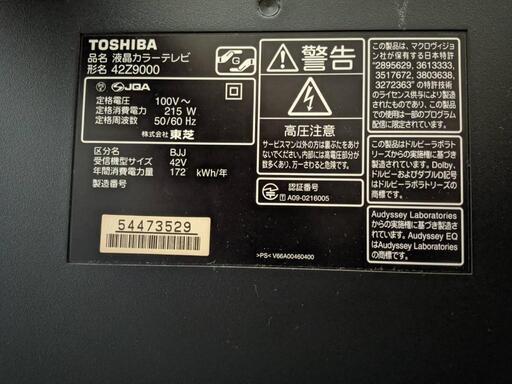 TOSHIBA
品名 液晶カラーテレビ
形名 42Z9000
G
JQA
定格電圧 100V~
定格消費電力 215 W
定格周波数 50/60 Hz
株式会社 東芝
区分名 BJJ
受信機型サイズ 42V
年間消費電力量 172 kWh/年
製造番号
54473529
警告
高圧注意
サービスマン以外の方は裏ぶたをあけ
ないでください。内部には高電圧部分が
数多くあり、万一さわると危険です。
認証番号
T A09-0216005
>PS< V66A00460400
この製品は、マクロヴィジョン
社が保有する日本特許
"2895629, 3613333,
3517672, 3803638,
3272363" の特許技術
のライセンス供与により製造
されています。この製品で
使用している一部のプログラム
配信に限定されています。
この製品はドルビーラボラト
リーズからの実施権に基づき
製造されています。Dolby、
ドルビーおよびダブルD記号
はドルビーラボラトリーズの
商標です。
Audyssey Laboratories
からの実施権に基づき製造さ
れています。Audyssey EQ
はAudyssey Laboratories
の商標です。